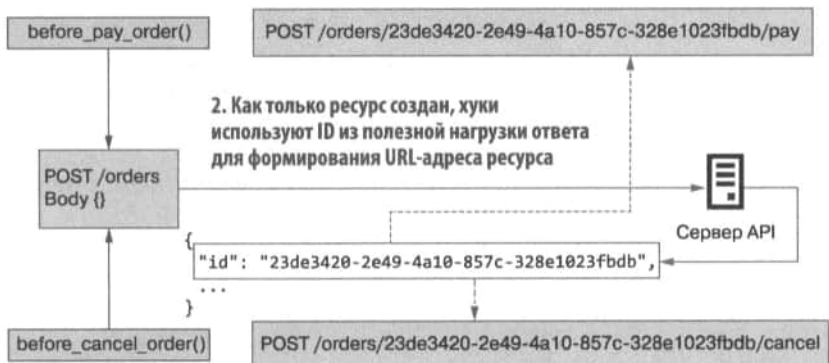 before_pay_order()
POST /orders/23de3420-2e49-4a10-857c-328e1023fbdb/pay
2. Как только ресурс создан, хуки
используют ID из полезной нагрузки ответа
для формирования URL-адреса ресурса
POST /orders
Body {}
Сервер API
{
"id": "23de3420-2e49-4a10-857c-328e1023fbdb",
...
}
before_cancel_order()
POST /orders/23de3420-2e49-4a10-857c-328e1023fbdb/cancel